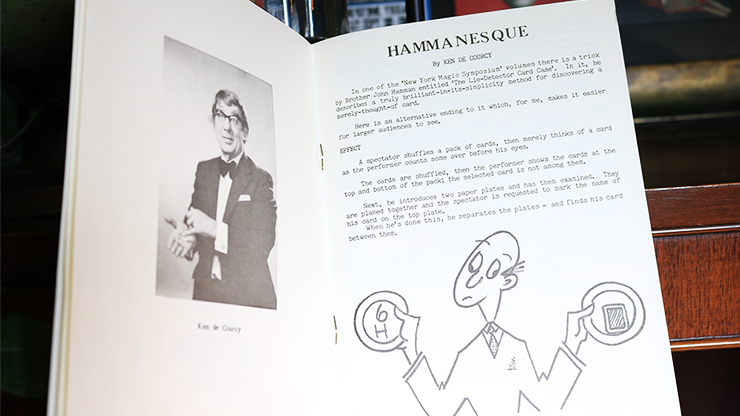 Ken de Courcy
HAMMANESQUE
By KEN DE COURCY
In one of the 'New York Magic Symposium' volumes there is a trick
by Brother John Hamman entitled 'The Lie-Detector Card Case'. In it, he
describes a truly brilliant-in-its-simplicity method for discovering a
merely-thought-of card.
Here is an alternative ending to it which, for me, makes it easier
for larger audiences to see.
EFFECT
A spectator shuffles a pack of cards, then merely thinks of a card
as the performer counts some over before his eyes.
The cards are shuffled, then the performer shows the cards at the
top and bottom of the pack; the selected card is not among them.
Next, he introduces two paper plates and has them examined. They
are placed together and the spectator is requested to mark the name of
his card on the top plate.
When he's done this, he separates the plates - and finds his card
between them.
6
H